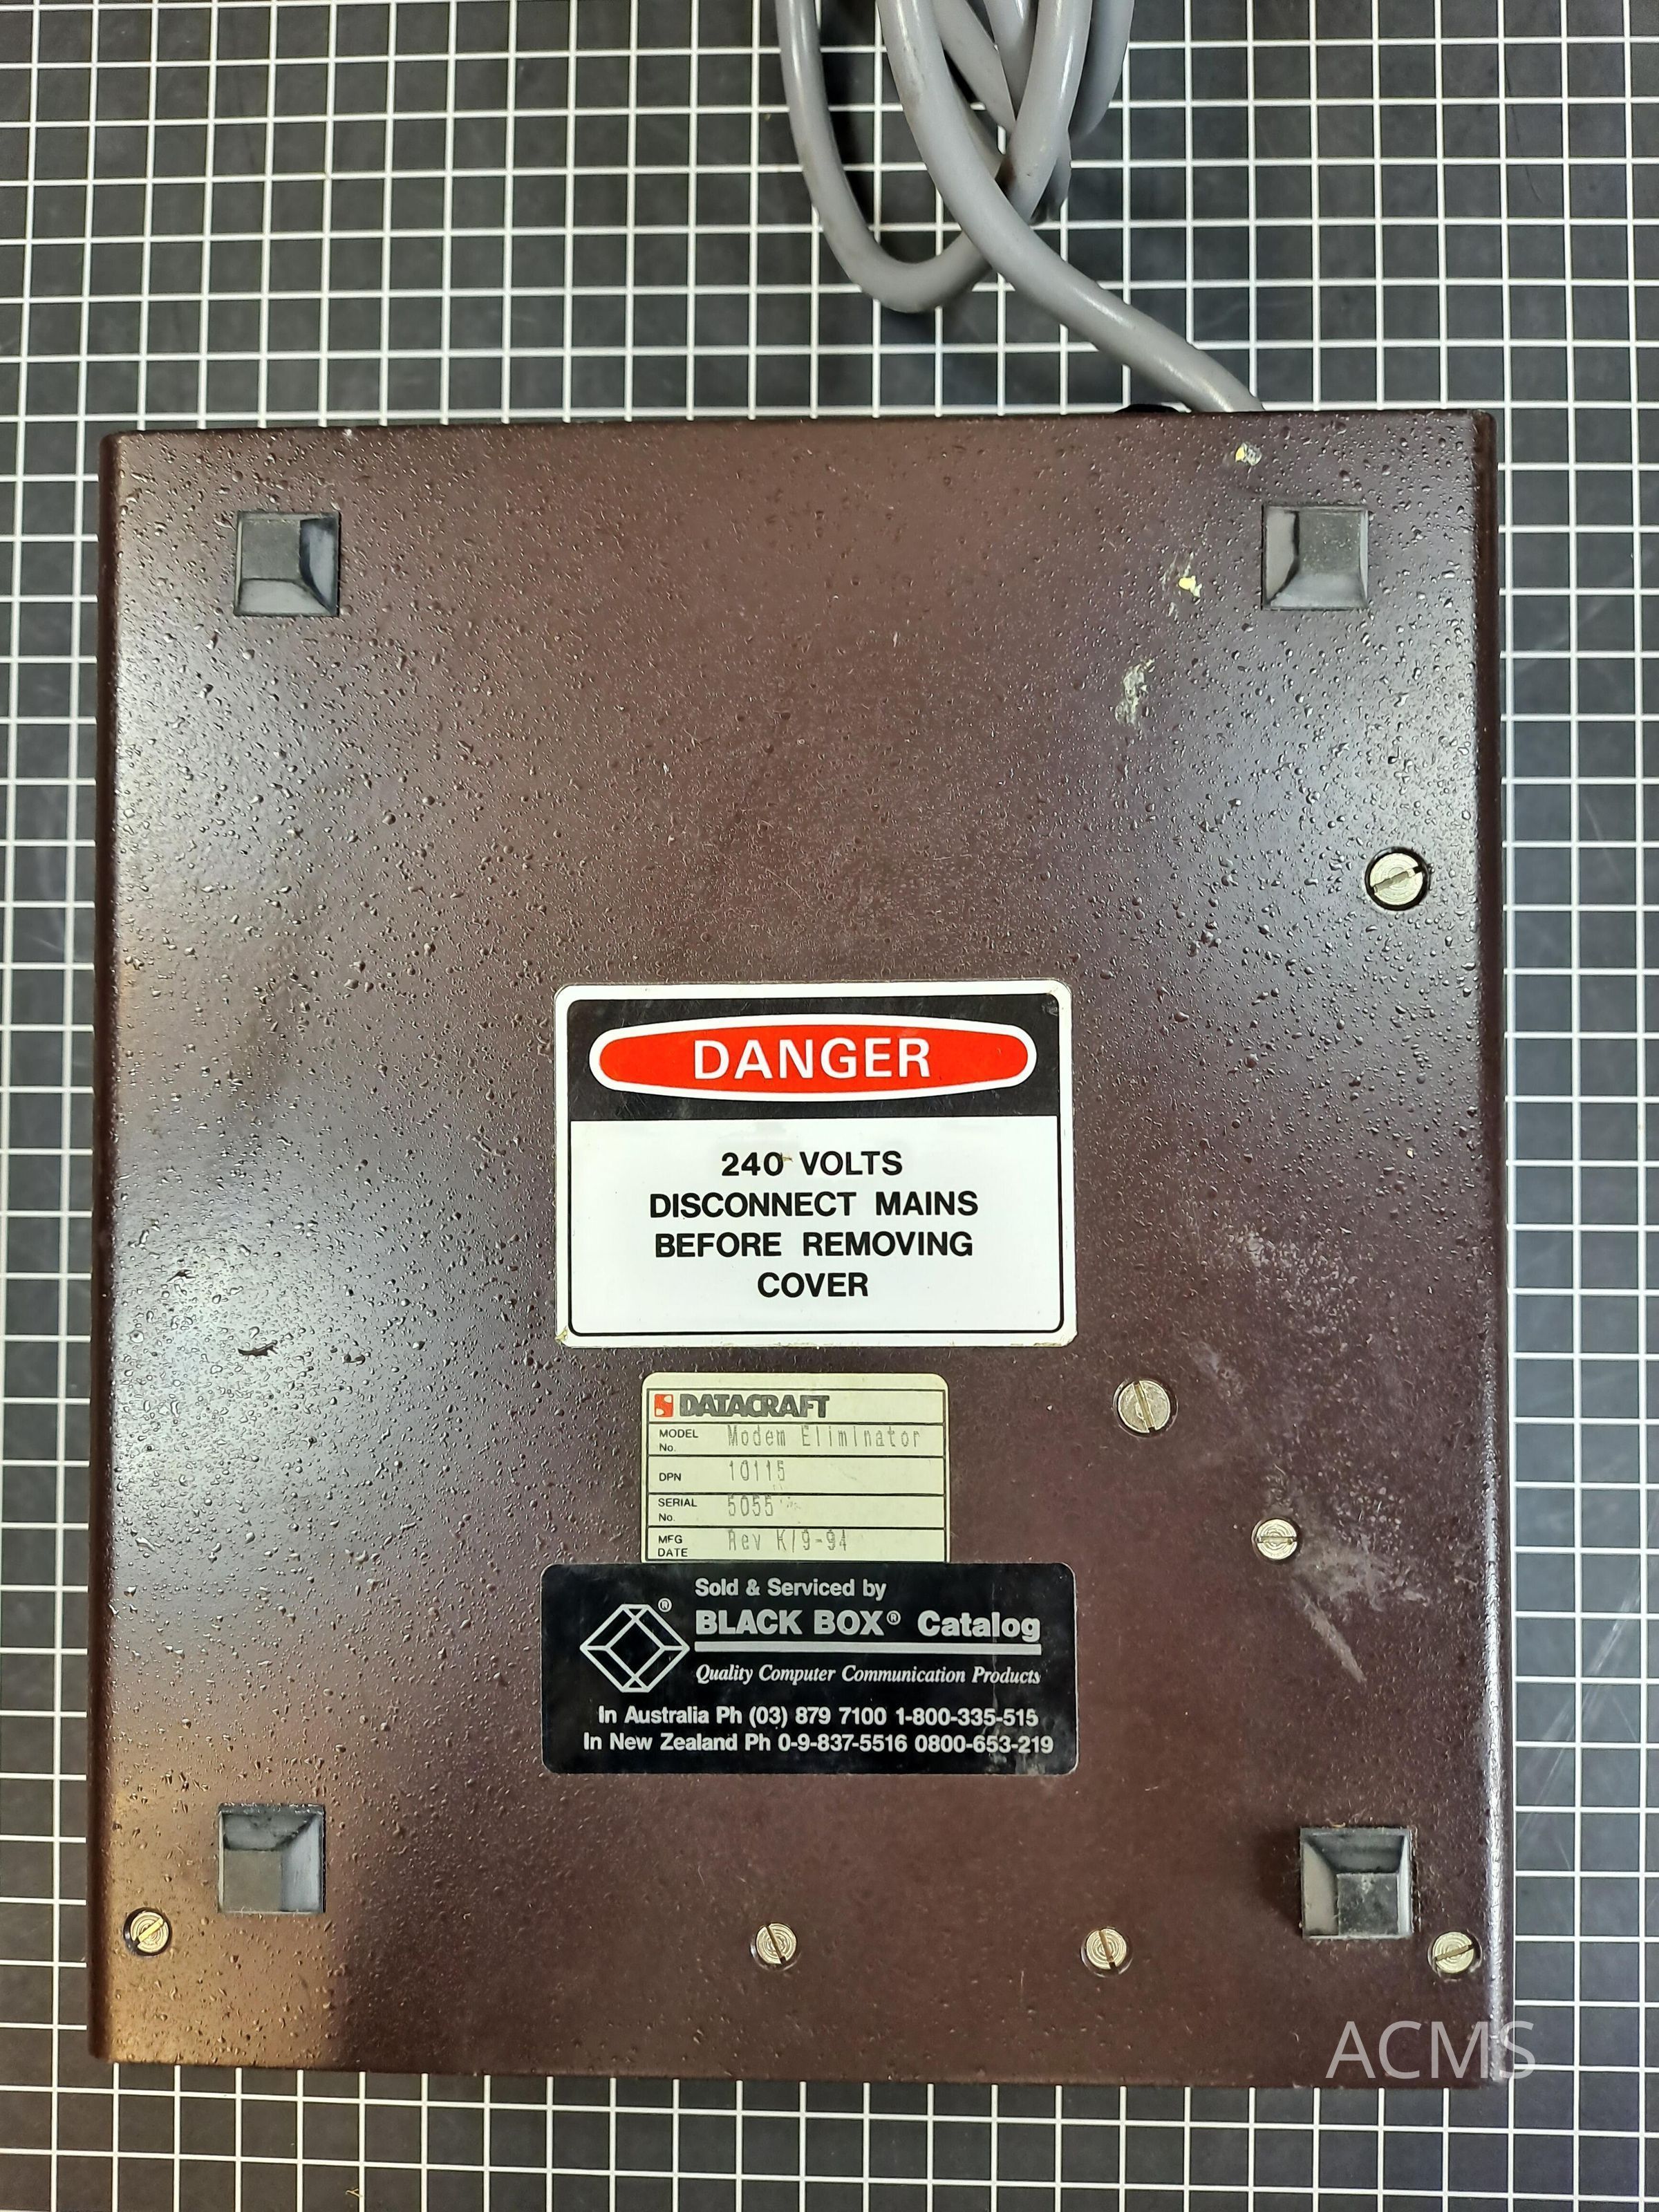 DANGER
240 VOLTS
DISCONNECT MAINS
BEFORE REMOVING
COVER
DATACRAFT
MODEL No. Modem Eliminator
DPN 10115
SERIAL No. 5055
MFG DATE Rev K/9-94
Sold & Serviced by
BLACK BOX® Catalog
®
Quality Computer Communication Products
In Australia Ph (03) 879 7100 1-800-335-515
In New Zealand Ph 0-9-837-5516 0800-653-219
ACMS